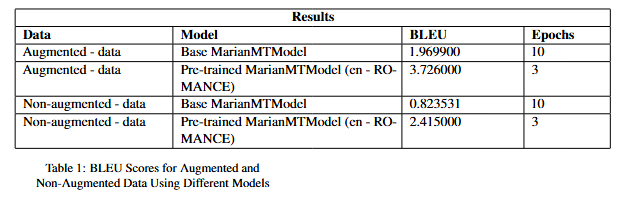 Results
Data Model BLEU Epochs
Augmented - data Base MarianMTModel 1.969900 10
Augmented - data Pre-trained MarianMTModel (en - RO- 3.726000 3
MANCE)
Non-augmented - data Base MarianMTModel 0.823531 10
Non-augmented - data Pre-trained MarianMTModel (en - RO- 2.415000 3
MANCE)
Table 1: BLEU Scores for Augmented and
Non-Augmented Data Using Different Models